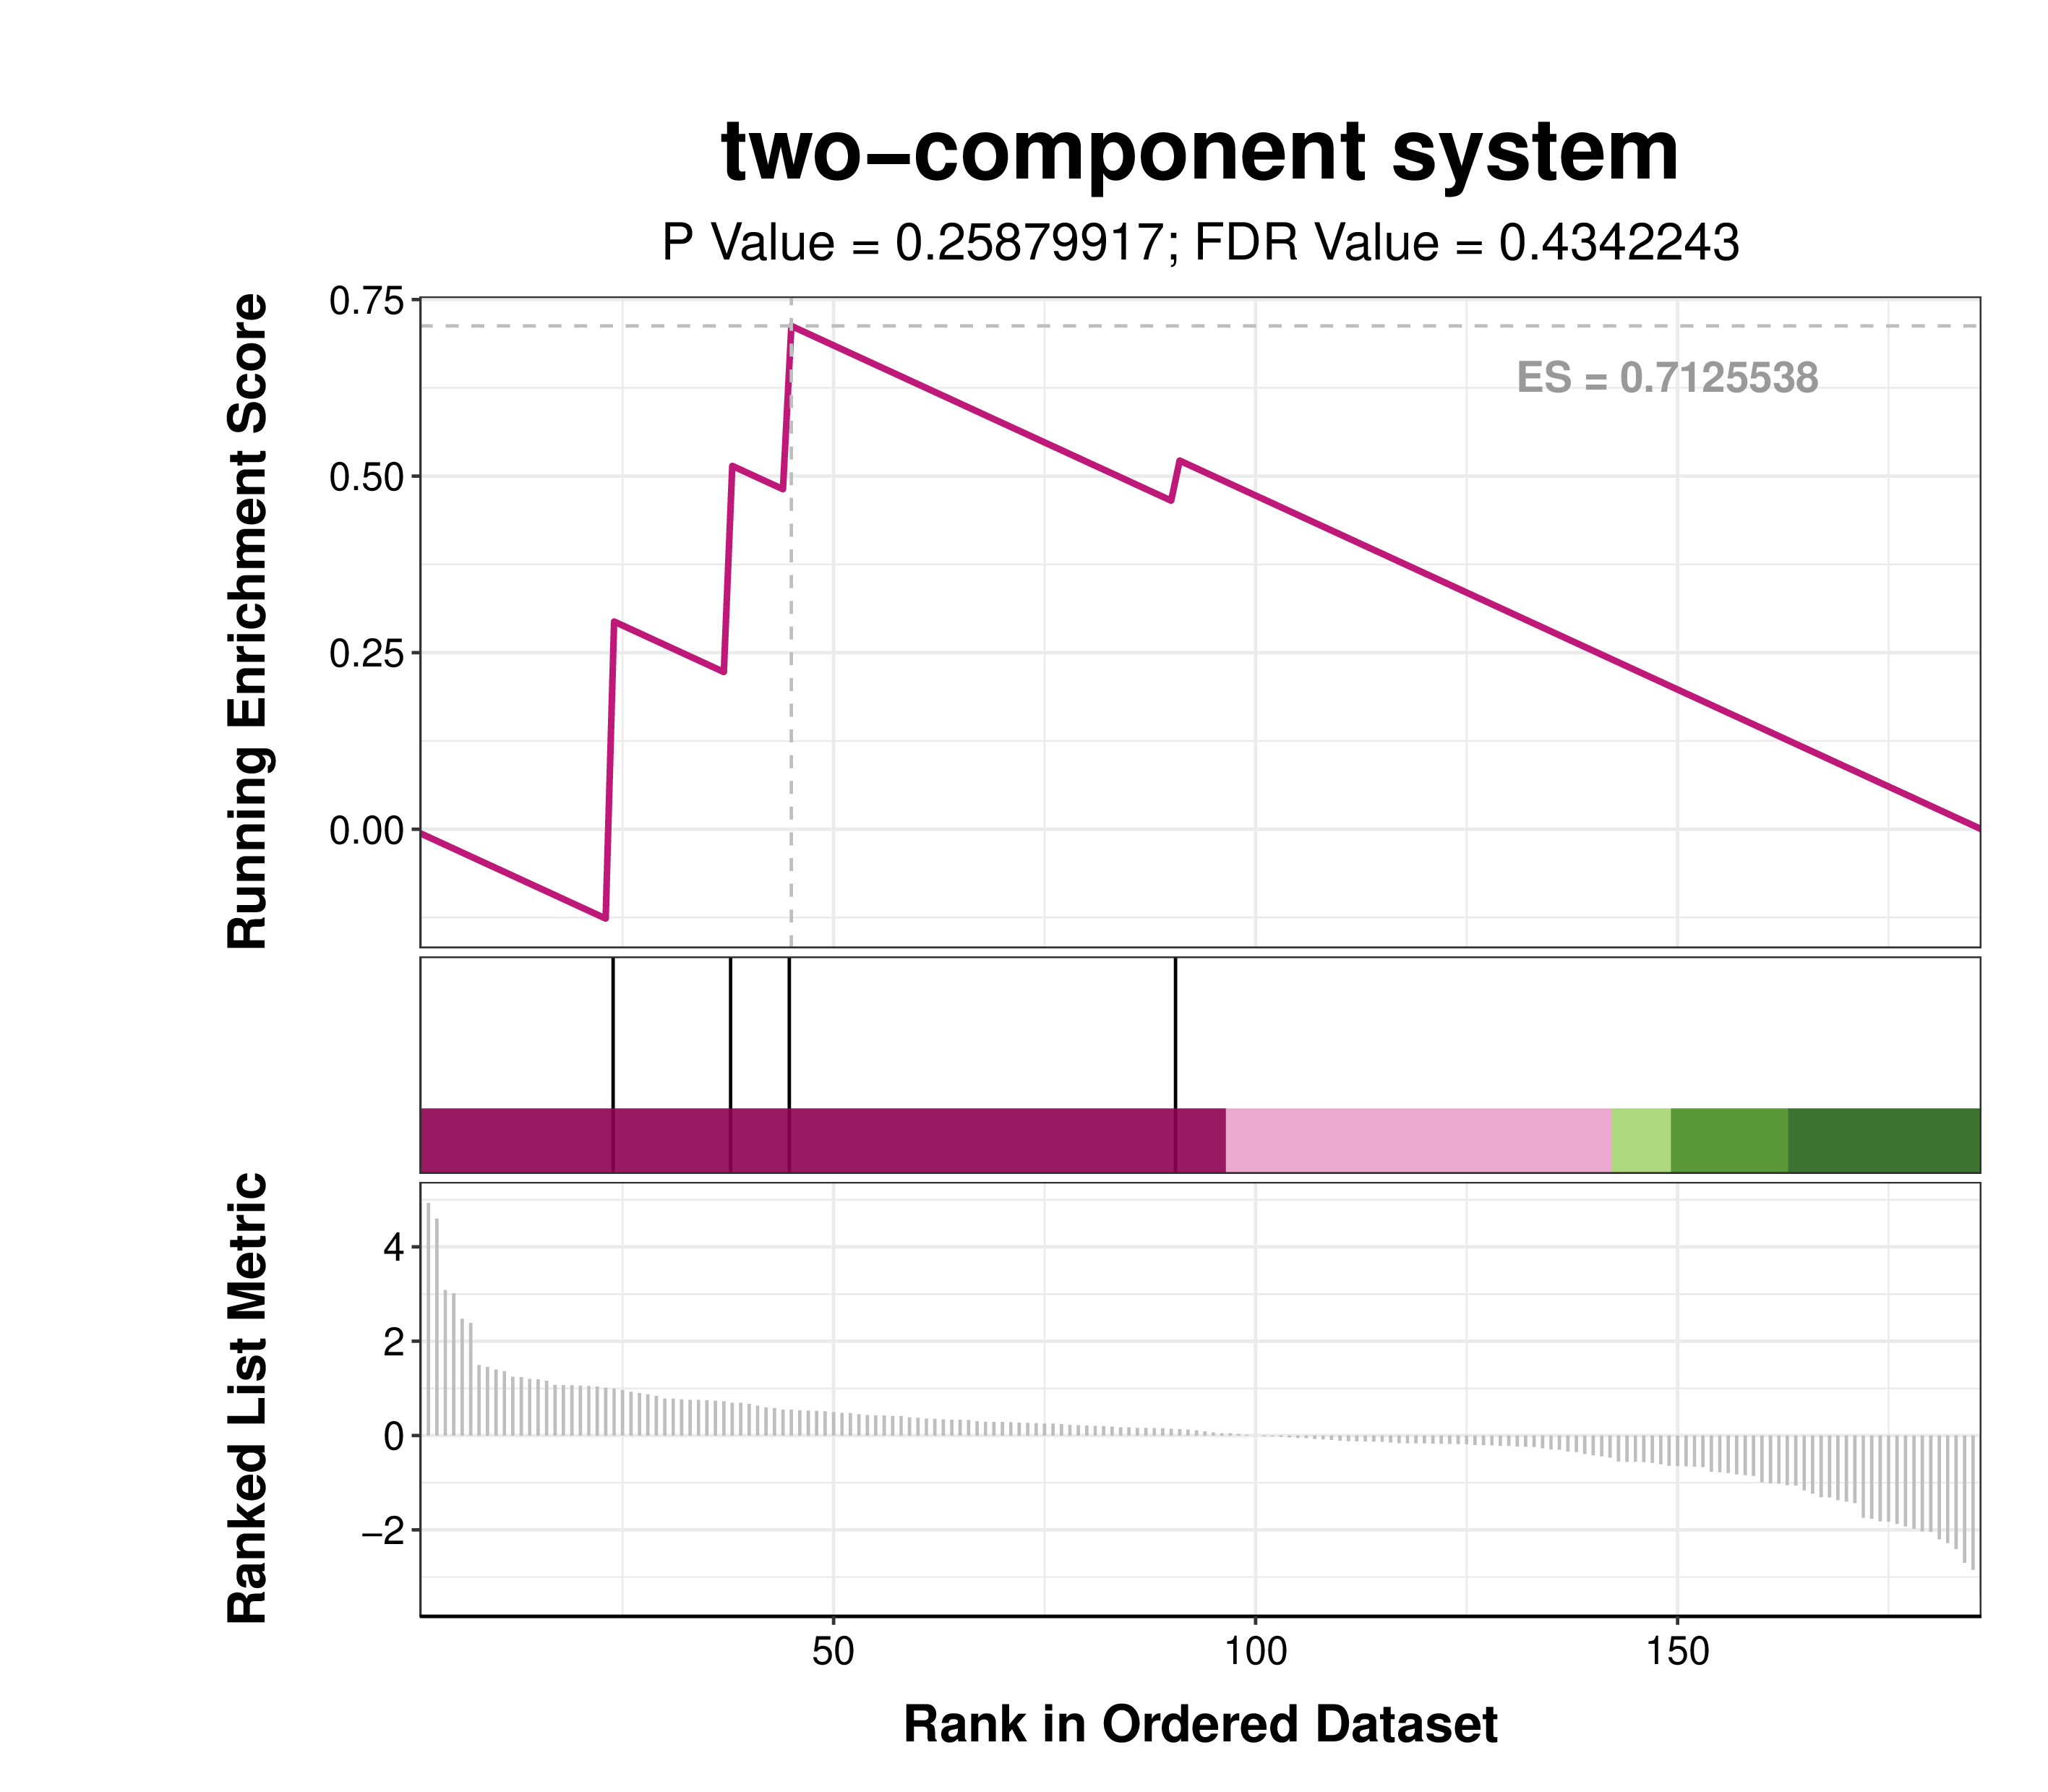 two−component system
P Value = 0.25879917; FDR Value = 0.4342243
Running Enrichment Score
0.75
0.50
0.25
0.00
ES = 0.7125538
Ranked List Metric
4
2
0
−2
50 100 150
Rank in Ordered Dataset